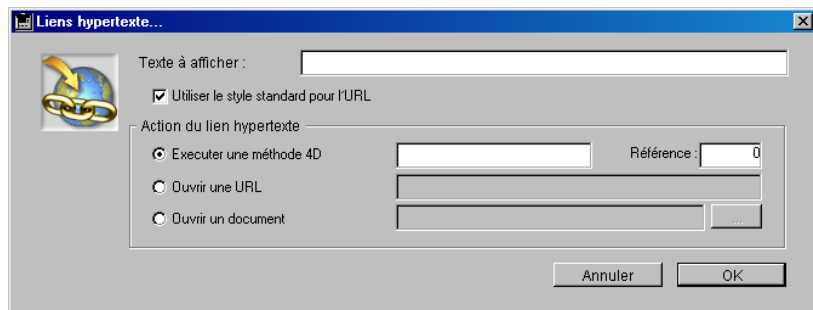 Liens hypertexte...
Texte à afficher :
Utiliser le style standard pour l'URL
Action du lien hypertexte
Executer une méthode 4D Référence : 0
Ouvrir une URL
Ouvrir un document ...
Annuler OK